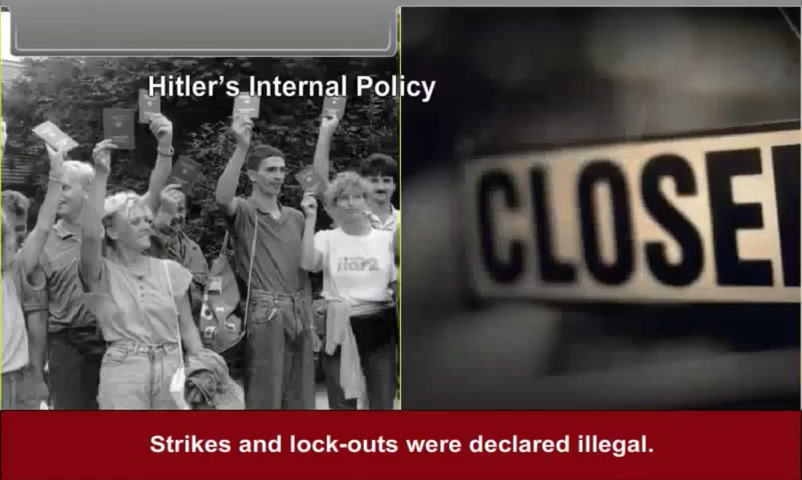 Hitler's Internal Policy
CLOSE
Strikes and lock-outs were declared illegal.